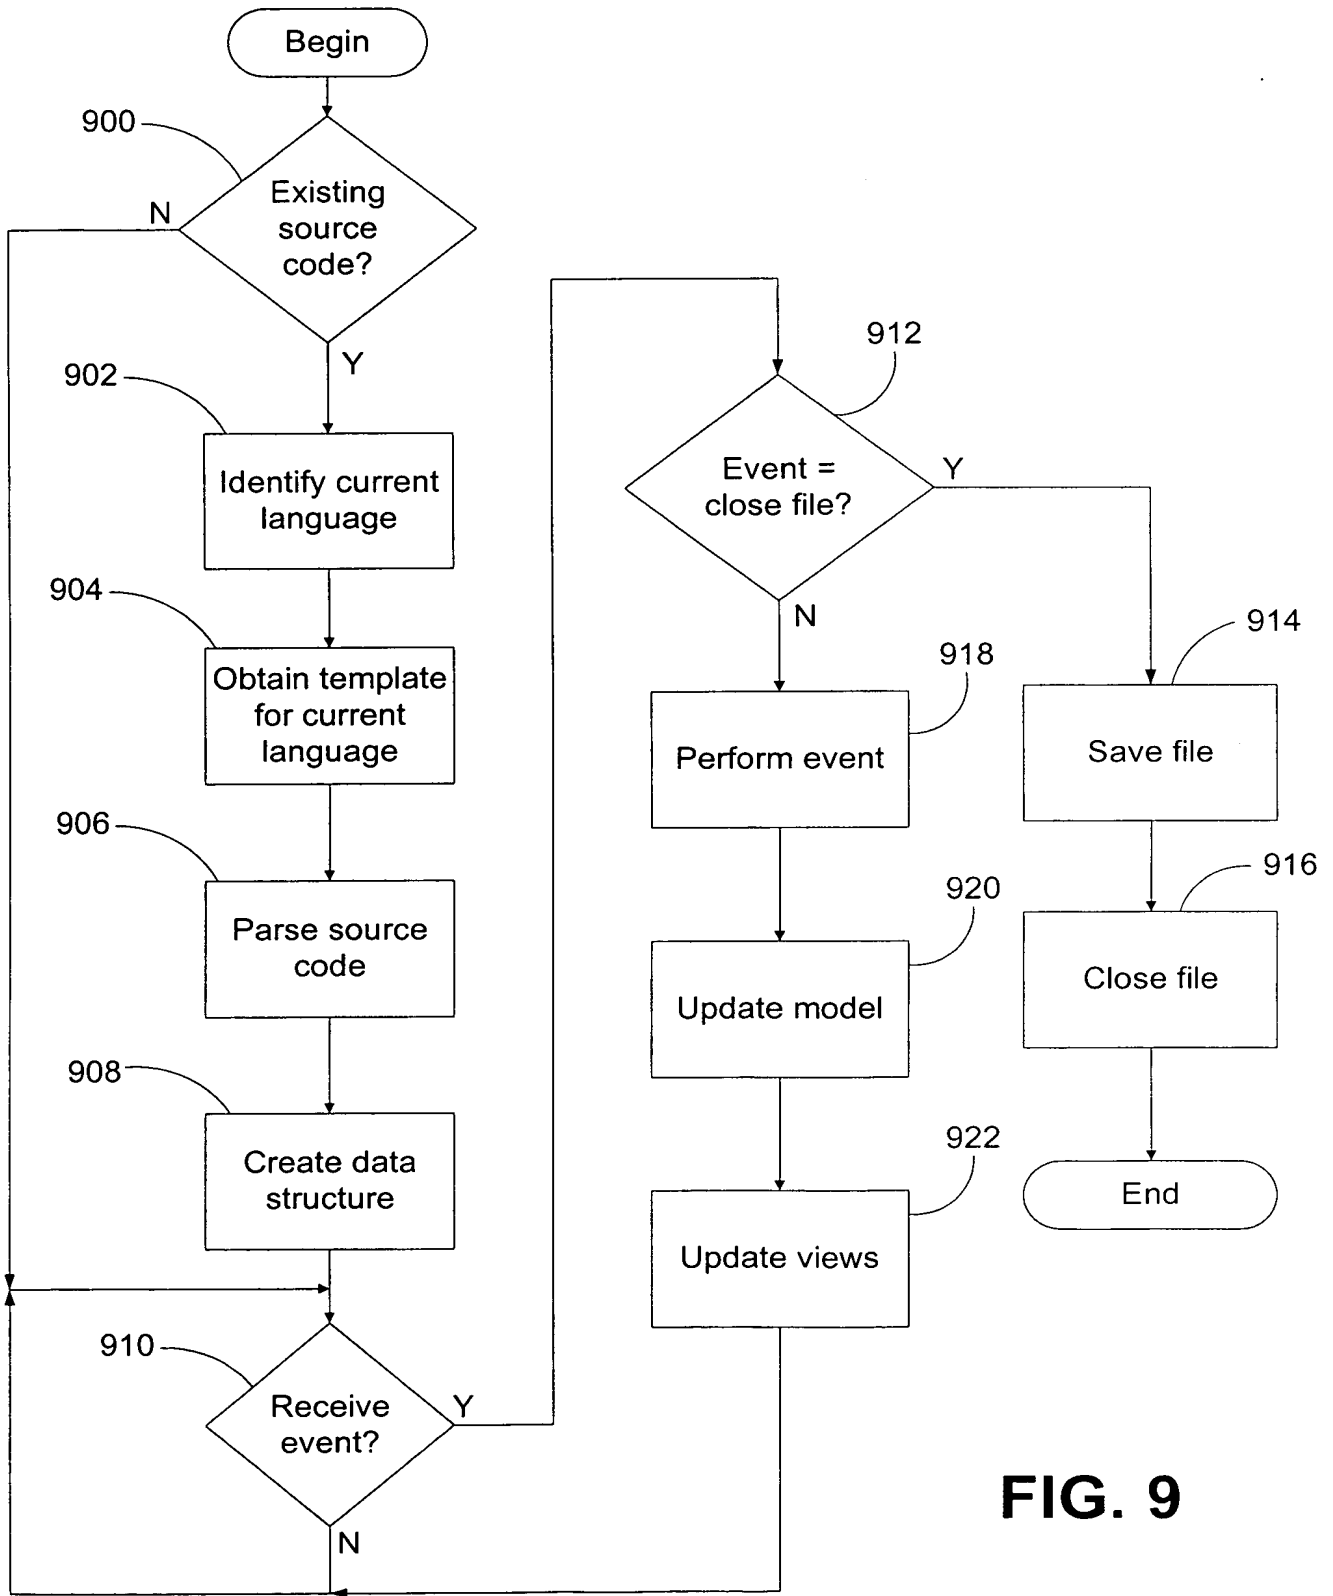 Begin
900
Existing
source
code?
N
Y
902
Identify current
language
904
Obtain template
for current
language
906
Parse source
code
908
Create data
structure
910
Receive
event?
Y
N
912
Event =
close file?
Y
N
914
Save file
916
Close file
End
918
Perform event
920
Update model
922
Update views
FIG. 9